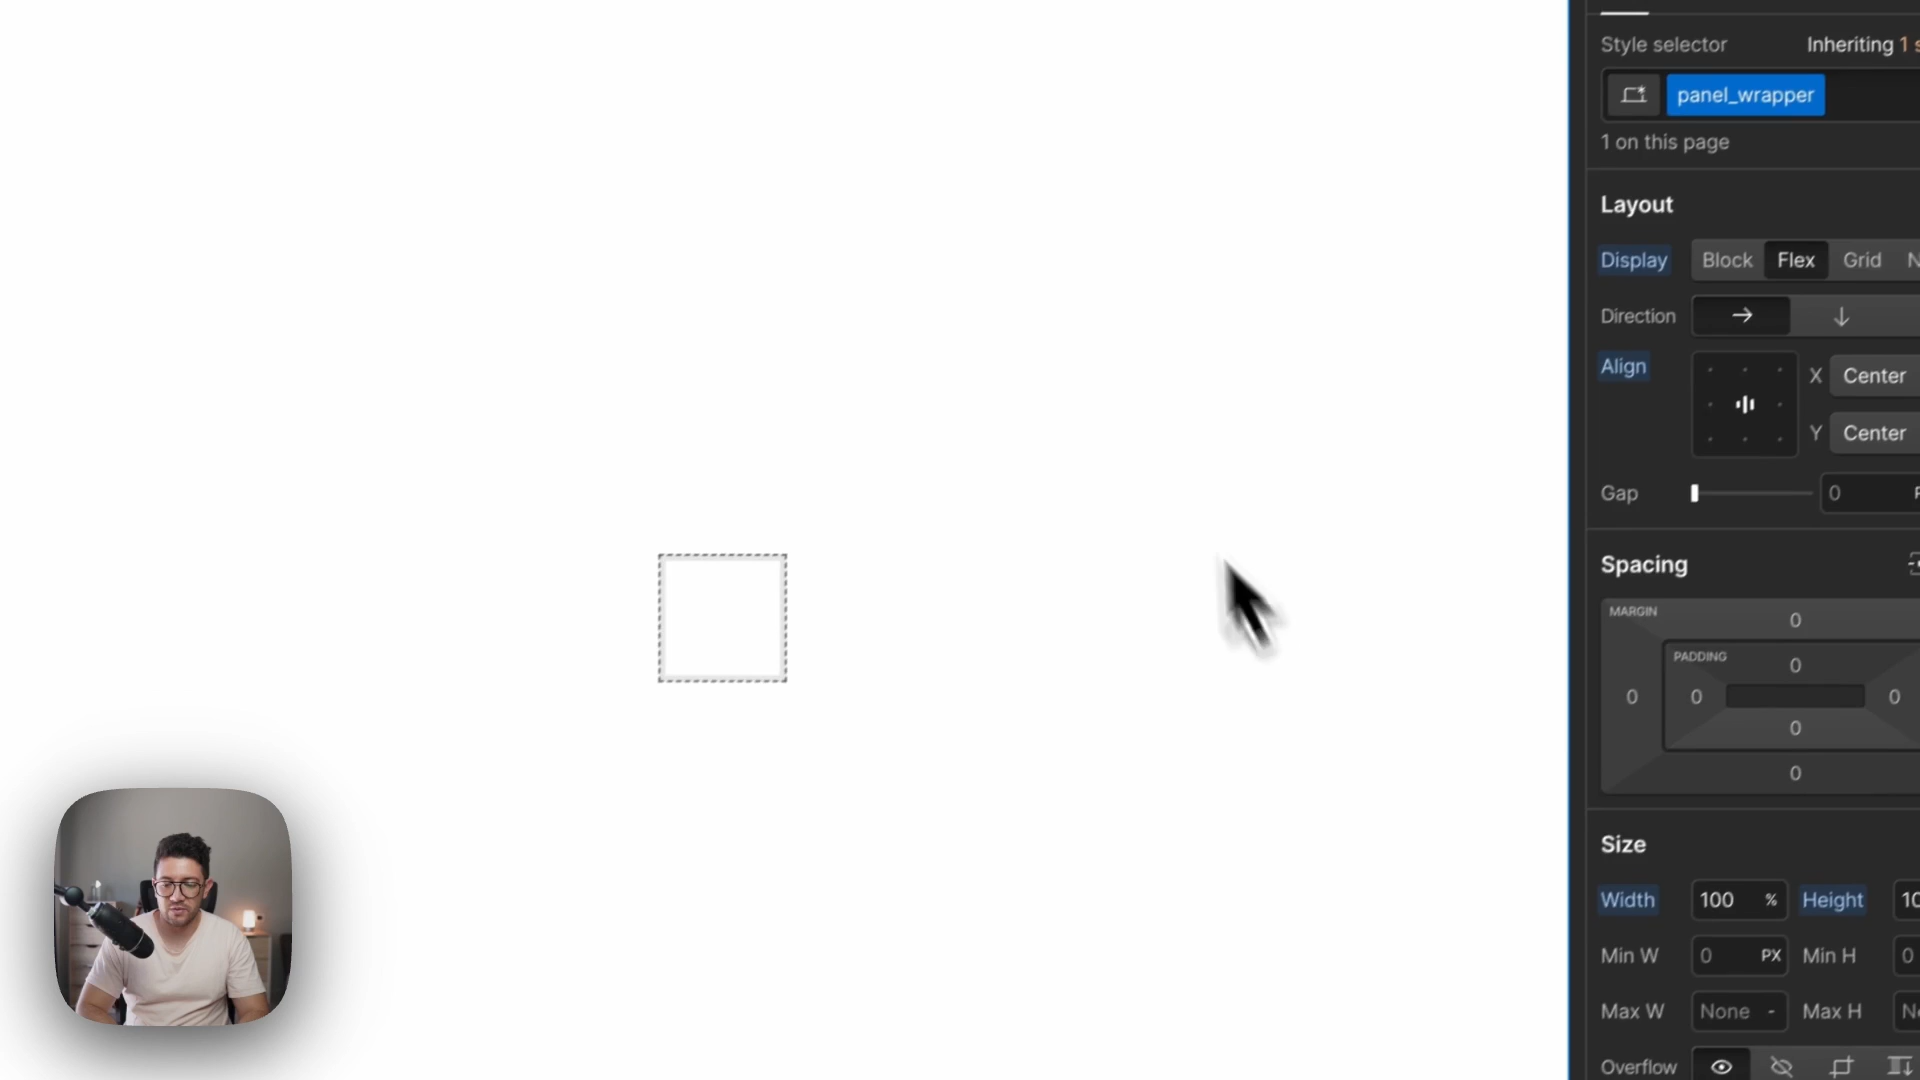 Style selector Inheriting 1
panel_wrapper
1 on this page
Layout
Display Block Flex Grid
Direction
Align X Center
Y Center
Gap 0
Spacing
MARGIN 0
PADDING 0
0 0 0
0
0
Size
Width 100 % Height 10
Min W 0 PX Min H 0
Max W None - Max H
Overflow